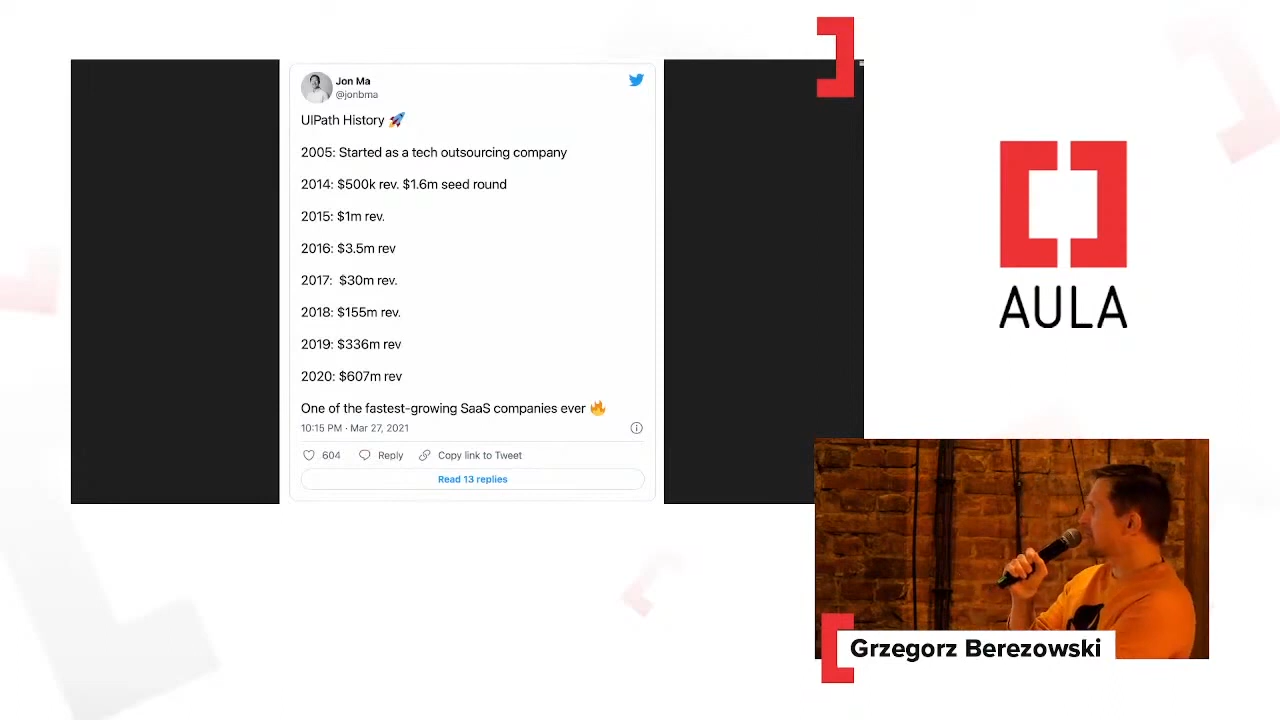 Jon Ma
@jonbma
UIPath History 🚀
2005: Started as a tech outsourcing company
2014: $500k rev. $1.6m seed round
2015: $1m rev.
2016: $3.5m rev
2017:  $30m rev.
2018: $155m rev.
2019: $336m rev
2020: $607m rev
One of the fastest-growing SaaS companies ever 🔥
10:15 PM · Mar 27, 2021
604 Reply Copy link to Tweet
Read 13 replies
AULA
Grzegorz Berezowski